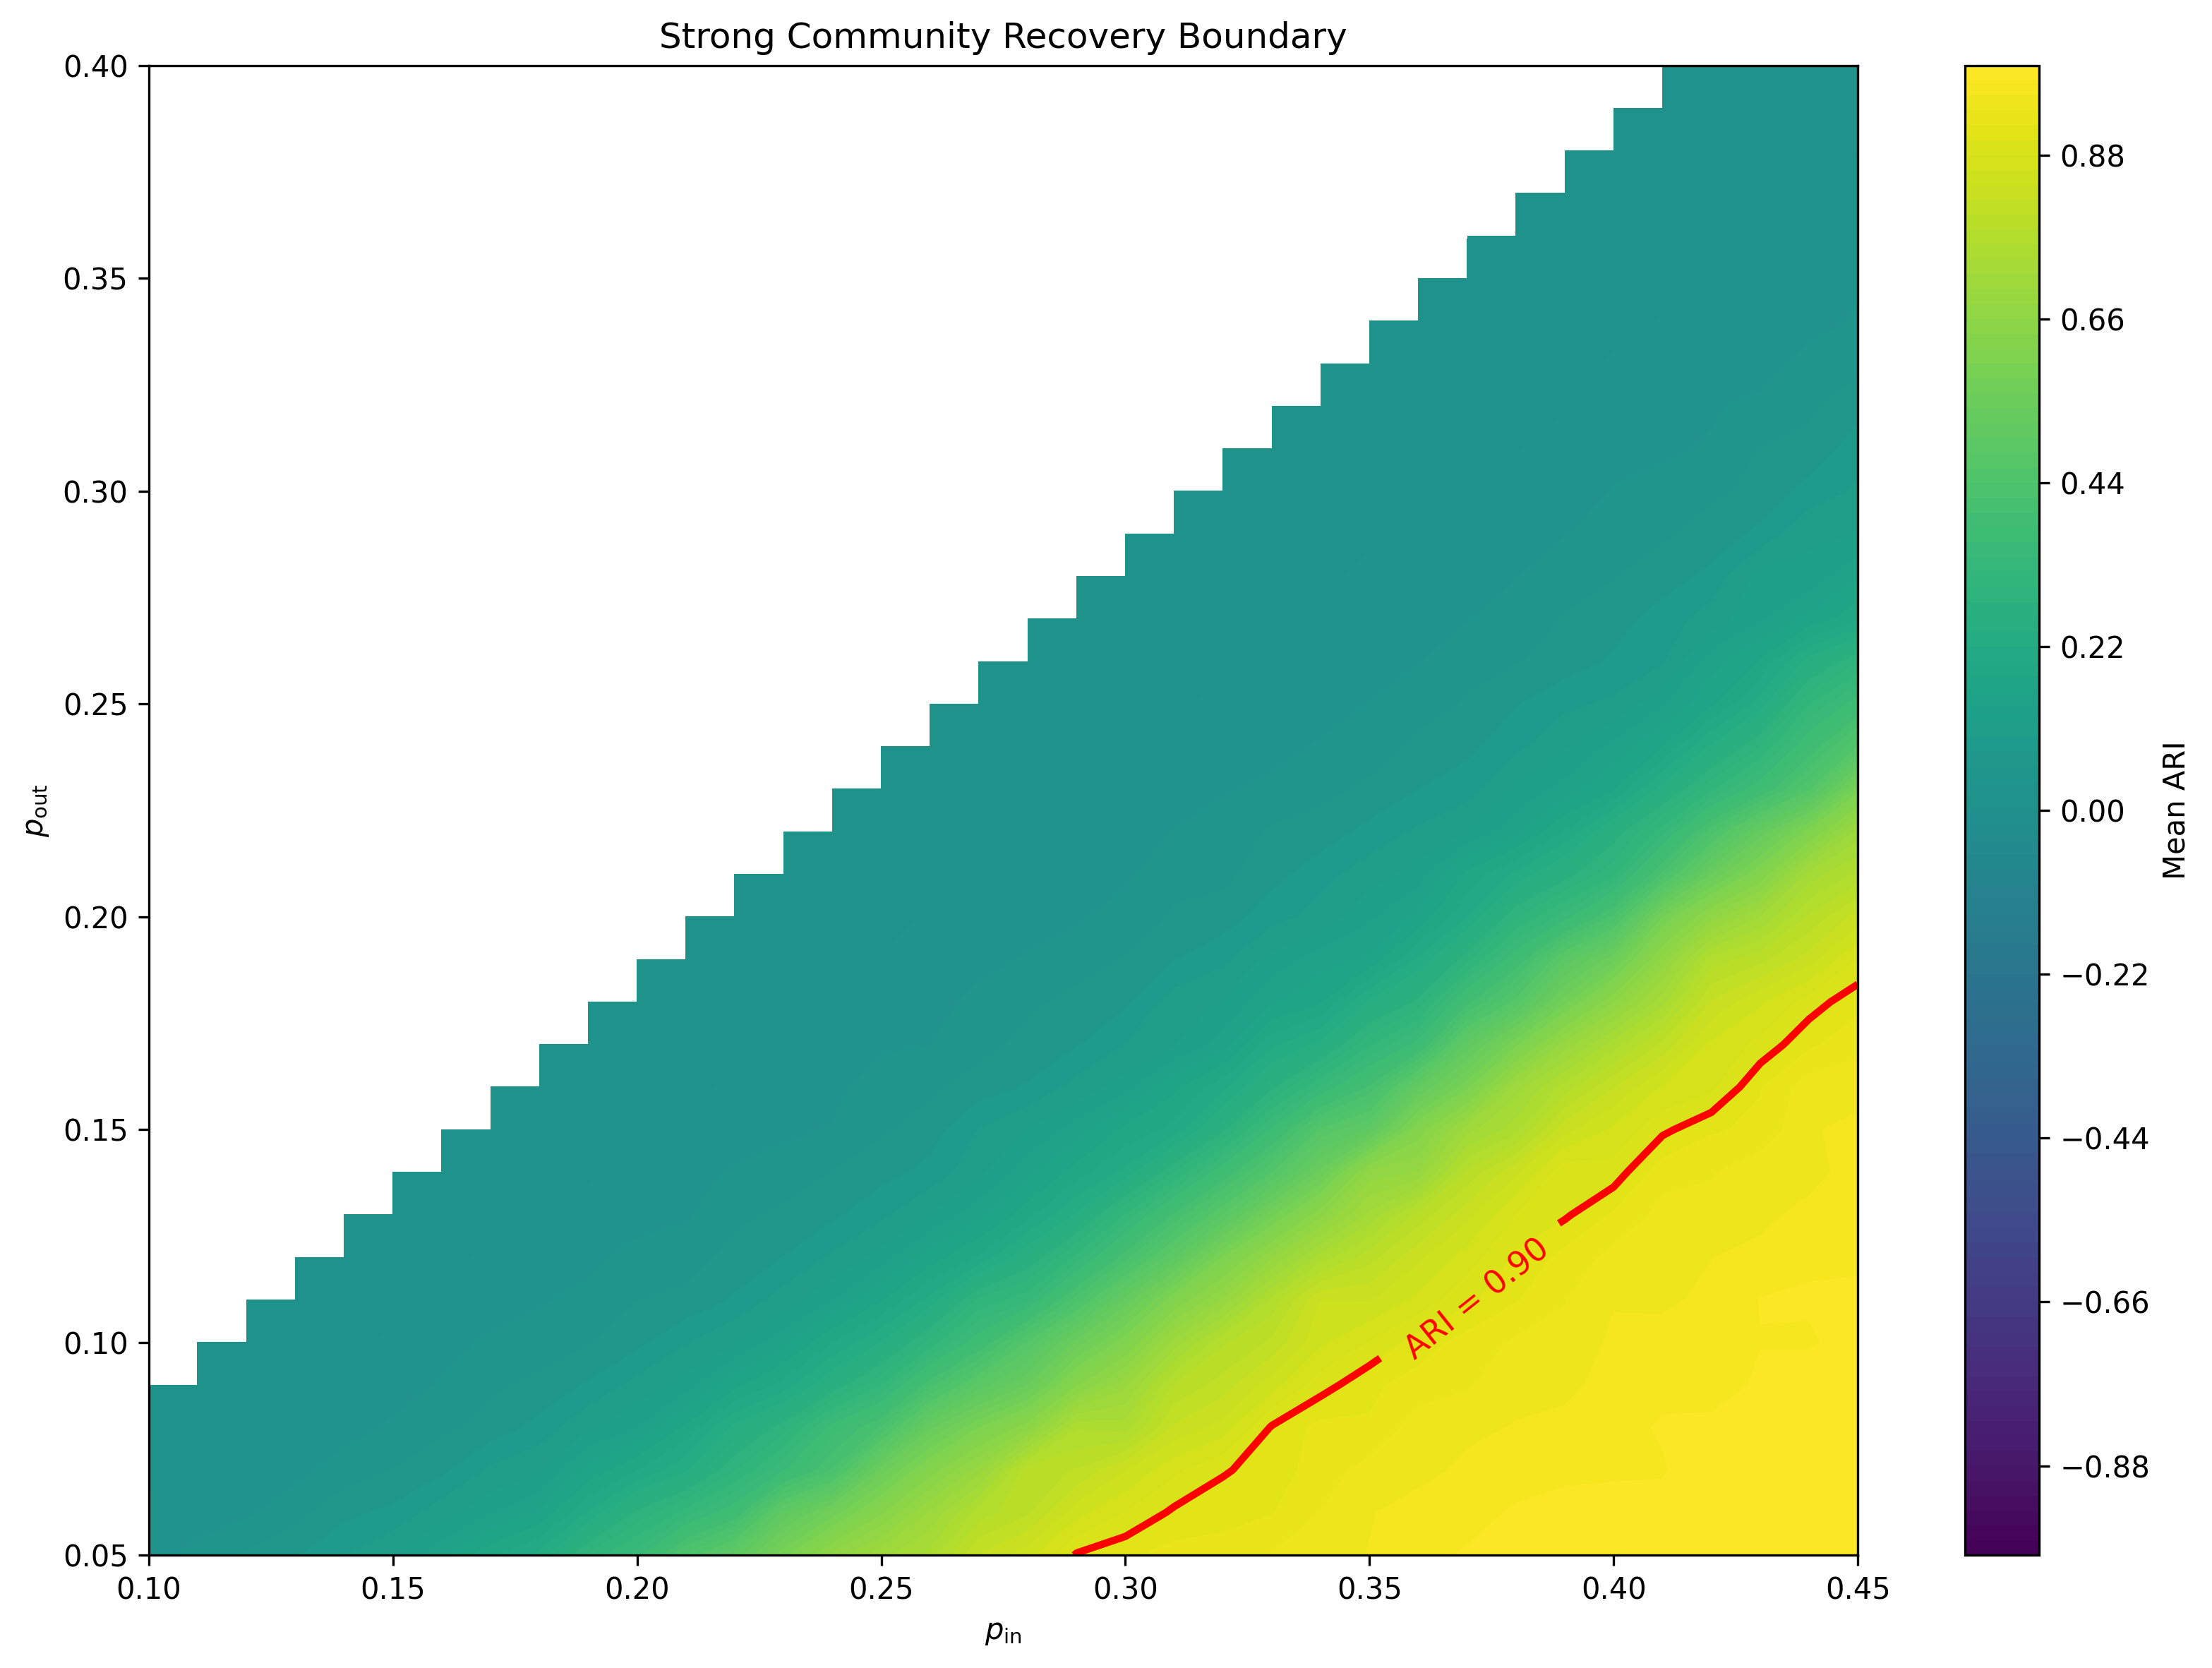 Strong Community Recovery Boundary
0.40
0.35
0.30
0.25
0.20
0.15
0.10
0.05
p_out
0.10 0.15 0.20 0.25 0.30 0.35 0.40 0.45
p_in
ARI = 0.90
0.88
0.66
0.44
0.22
0.00
−0.22
−0.44
−0.66
−0.88
Mean ARI